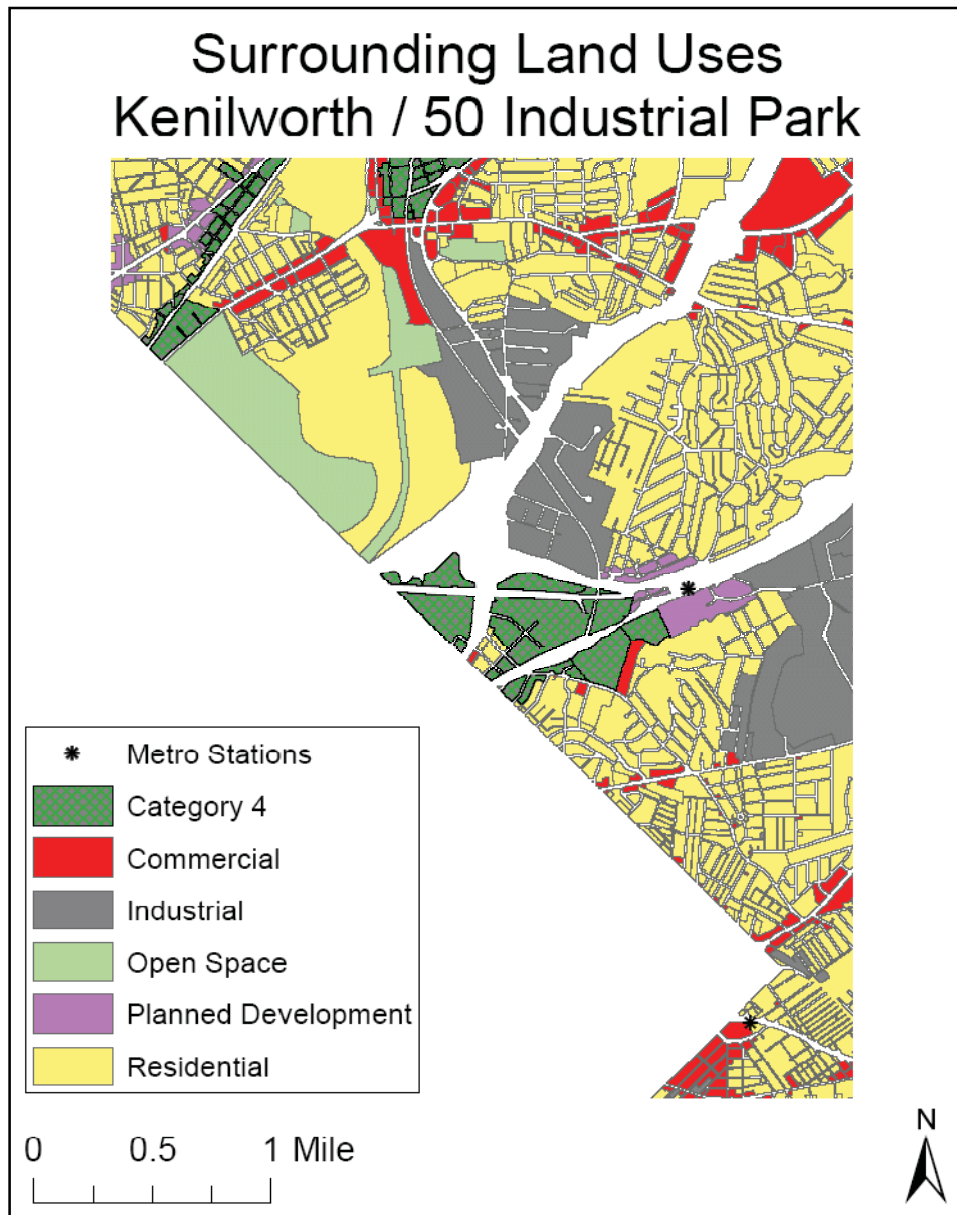 Surrounding Land Uses
Kenilworth / 50 Industrial Park
Metro Stations
Category 4
Commercial
Industrial
Open Space
Planned Development
Residential
0 0.5 1 Mile
N